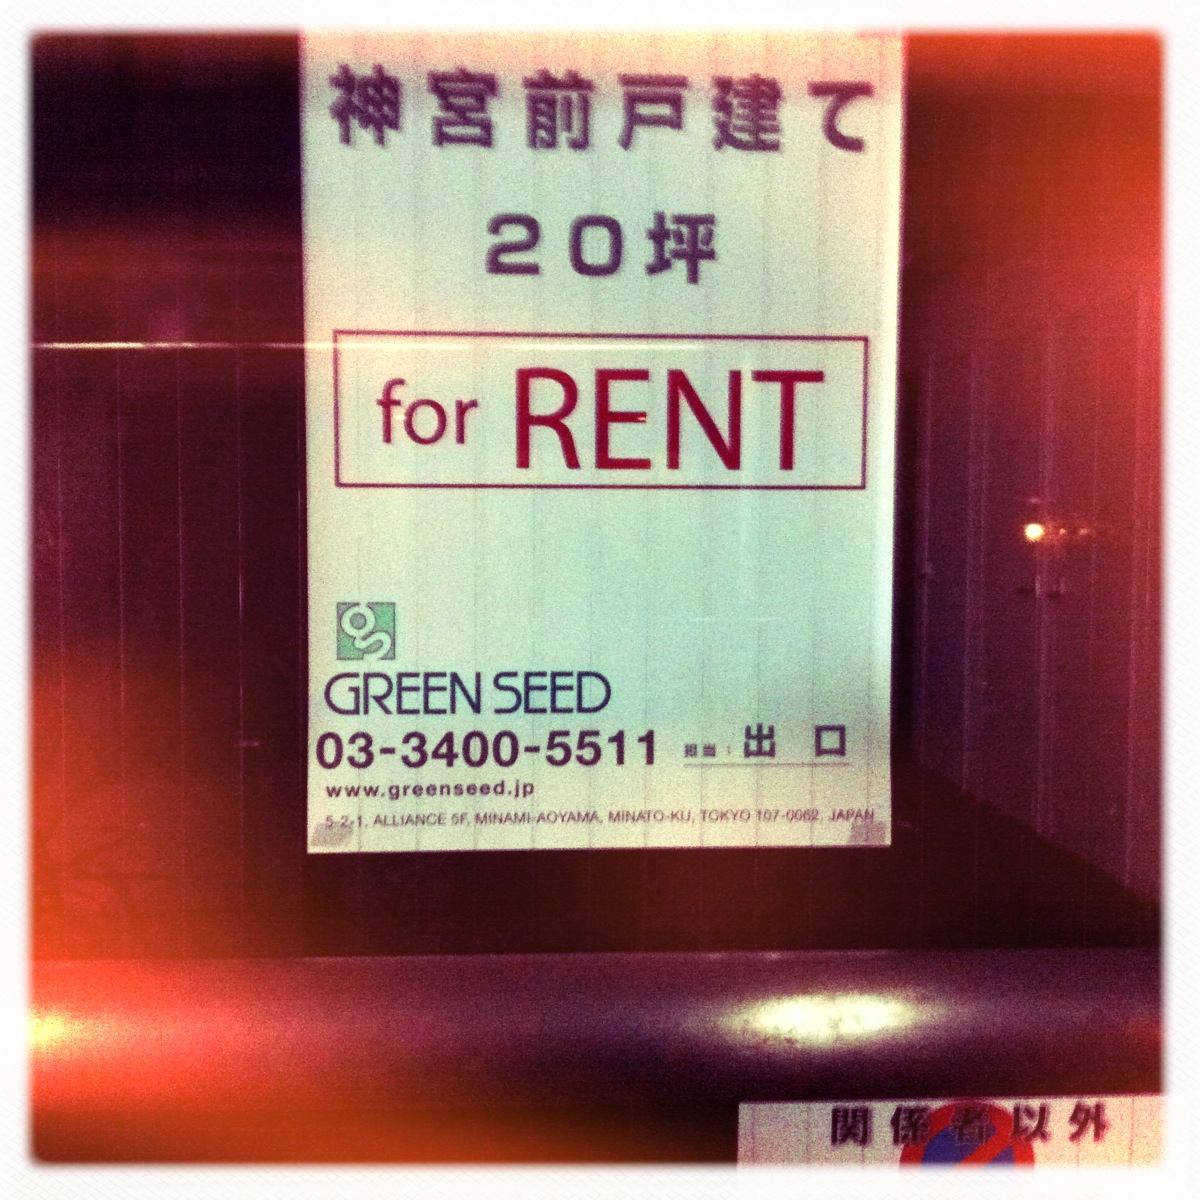 神宮前戸建て
20坪
for RENT
gs
GREEN SEED
03-3400-5511 担当：出 口
www.greenseed.jp
5-2-1, ALLIANCE 5F, MINAMI-AOYAMA, MINATO-KU, TOKYO 107-0062, JAPAN
関係者以外